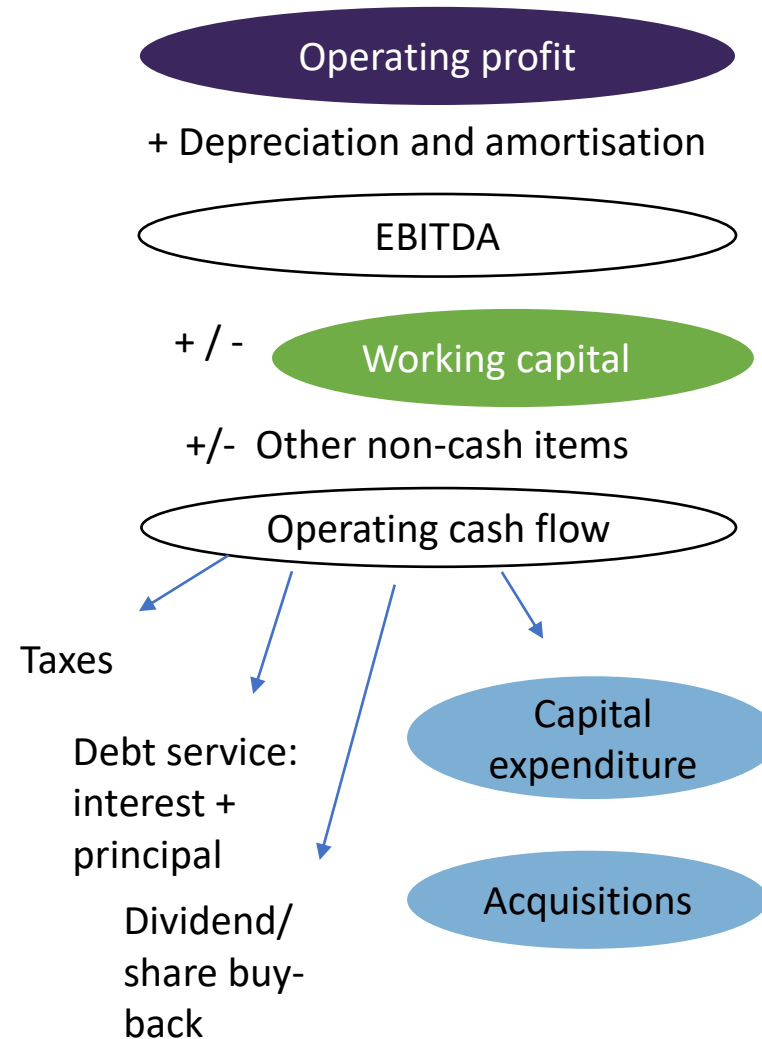 Operating profit
+ Depreciation and amortisation
EBITDA
+ / -
Working capital
+/-  Other non-cash items
Operating cash flow
Taxes
Debt service:
interest +
principal
Dividend/
share buy-
back
Capital
expenditure
Acquisitions